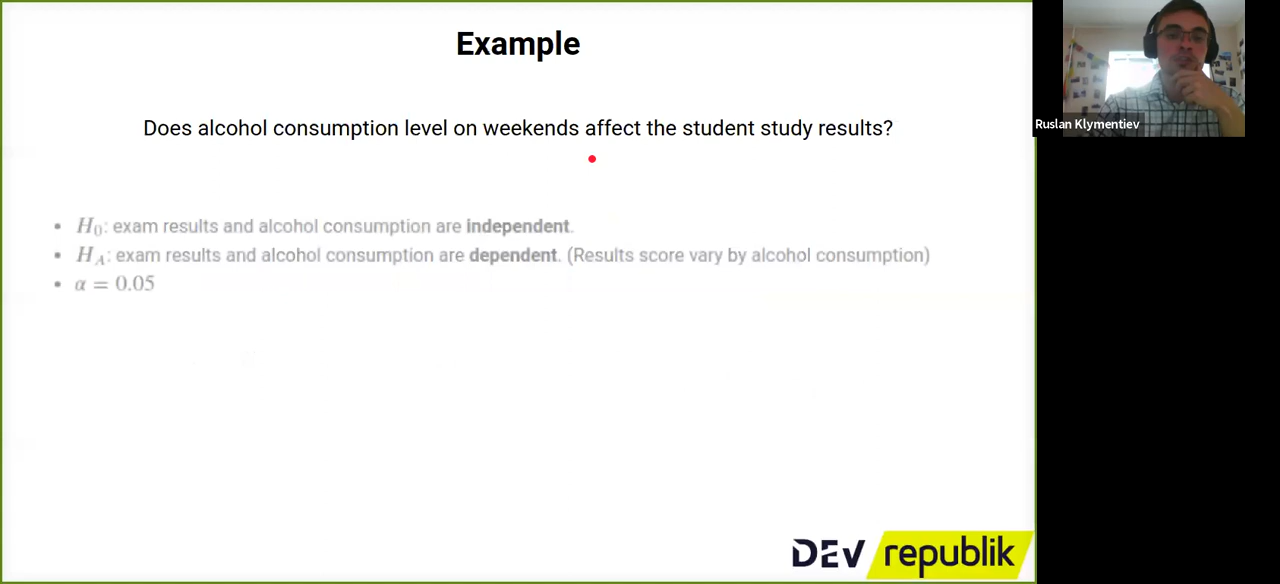 Example
Does alcohol consumption level on weekends affect the student study results?
• H₀: exam results and alcohol consumption are independent.
• H_A: exam results and alcohol consumption are dependent. (Results score vary by alcohol consumption)
• α = 0.05
DEV republik
Ruslan Klymentiev